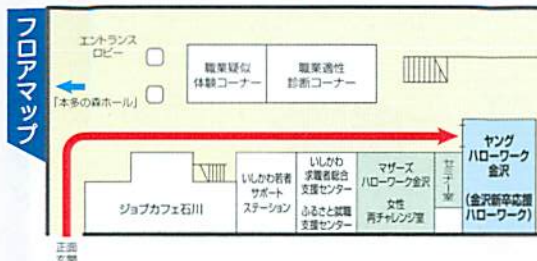 フロアマップ
エントランス
ロビー
「本多の森ホール」
職業疑似
体験コーナー
職業適性
診断コーナー
ジョブカフェ石川
いしかわ若者
サポート
ステーション
いしかわ
求職者総合
支援センター
ふるさと就職
支援センター
マザーズ
ハローワーク金沢
女性
再チャレンジ室
セミナー室
ヤング
ハローワーク
金沢
(金沢新卒応援
ハローワーク)
正面
玄関